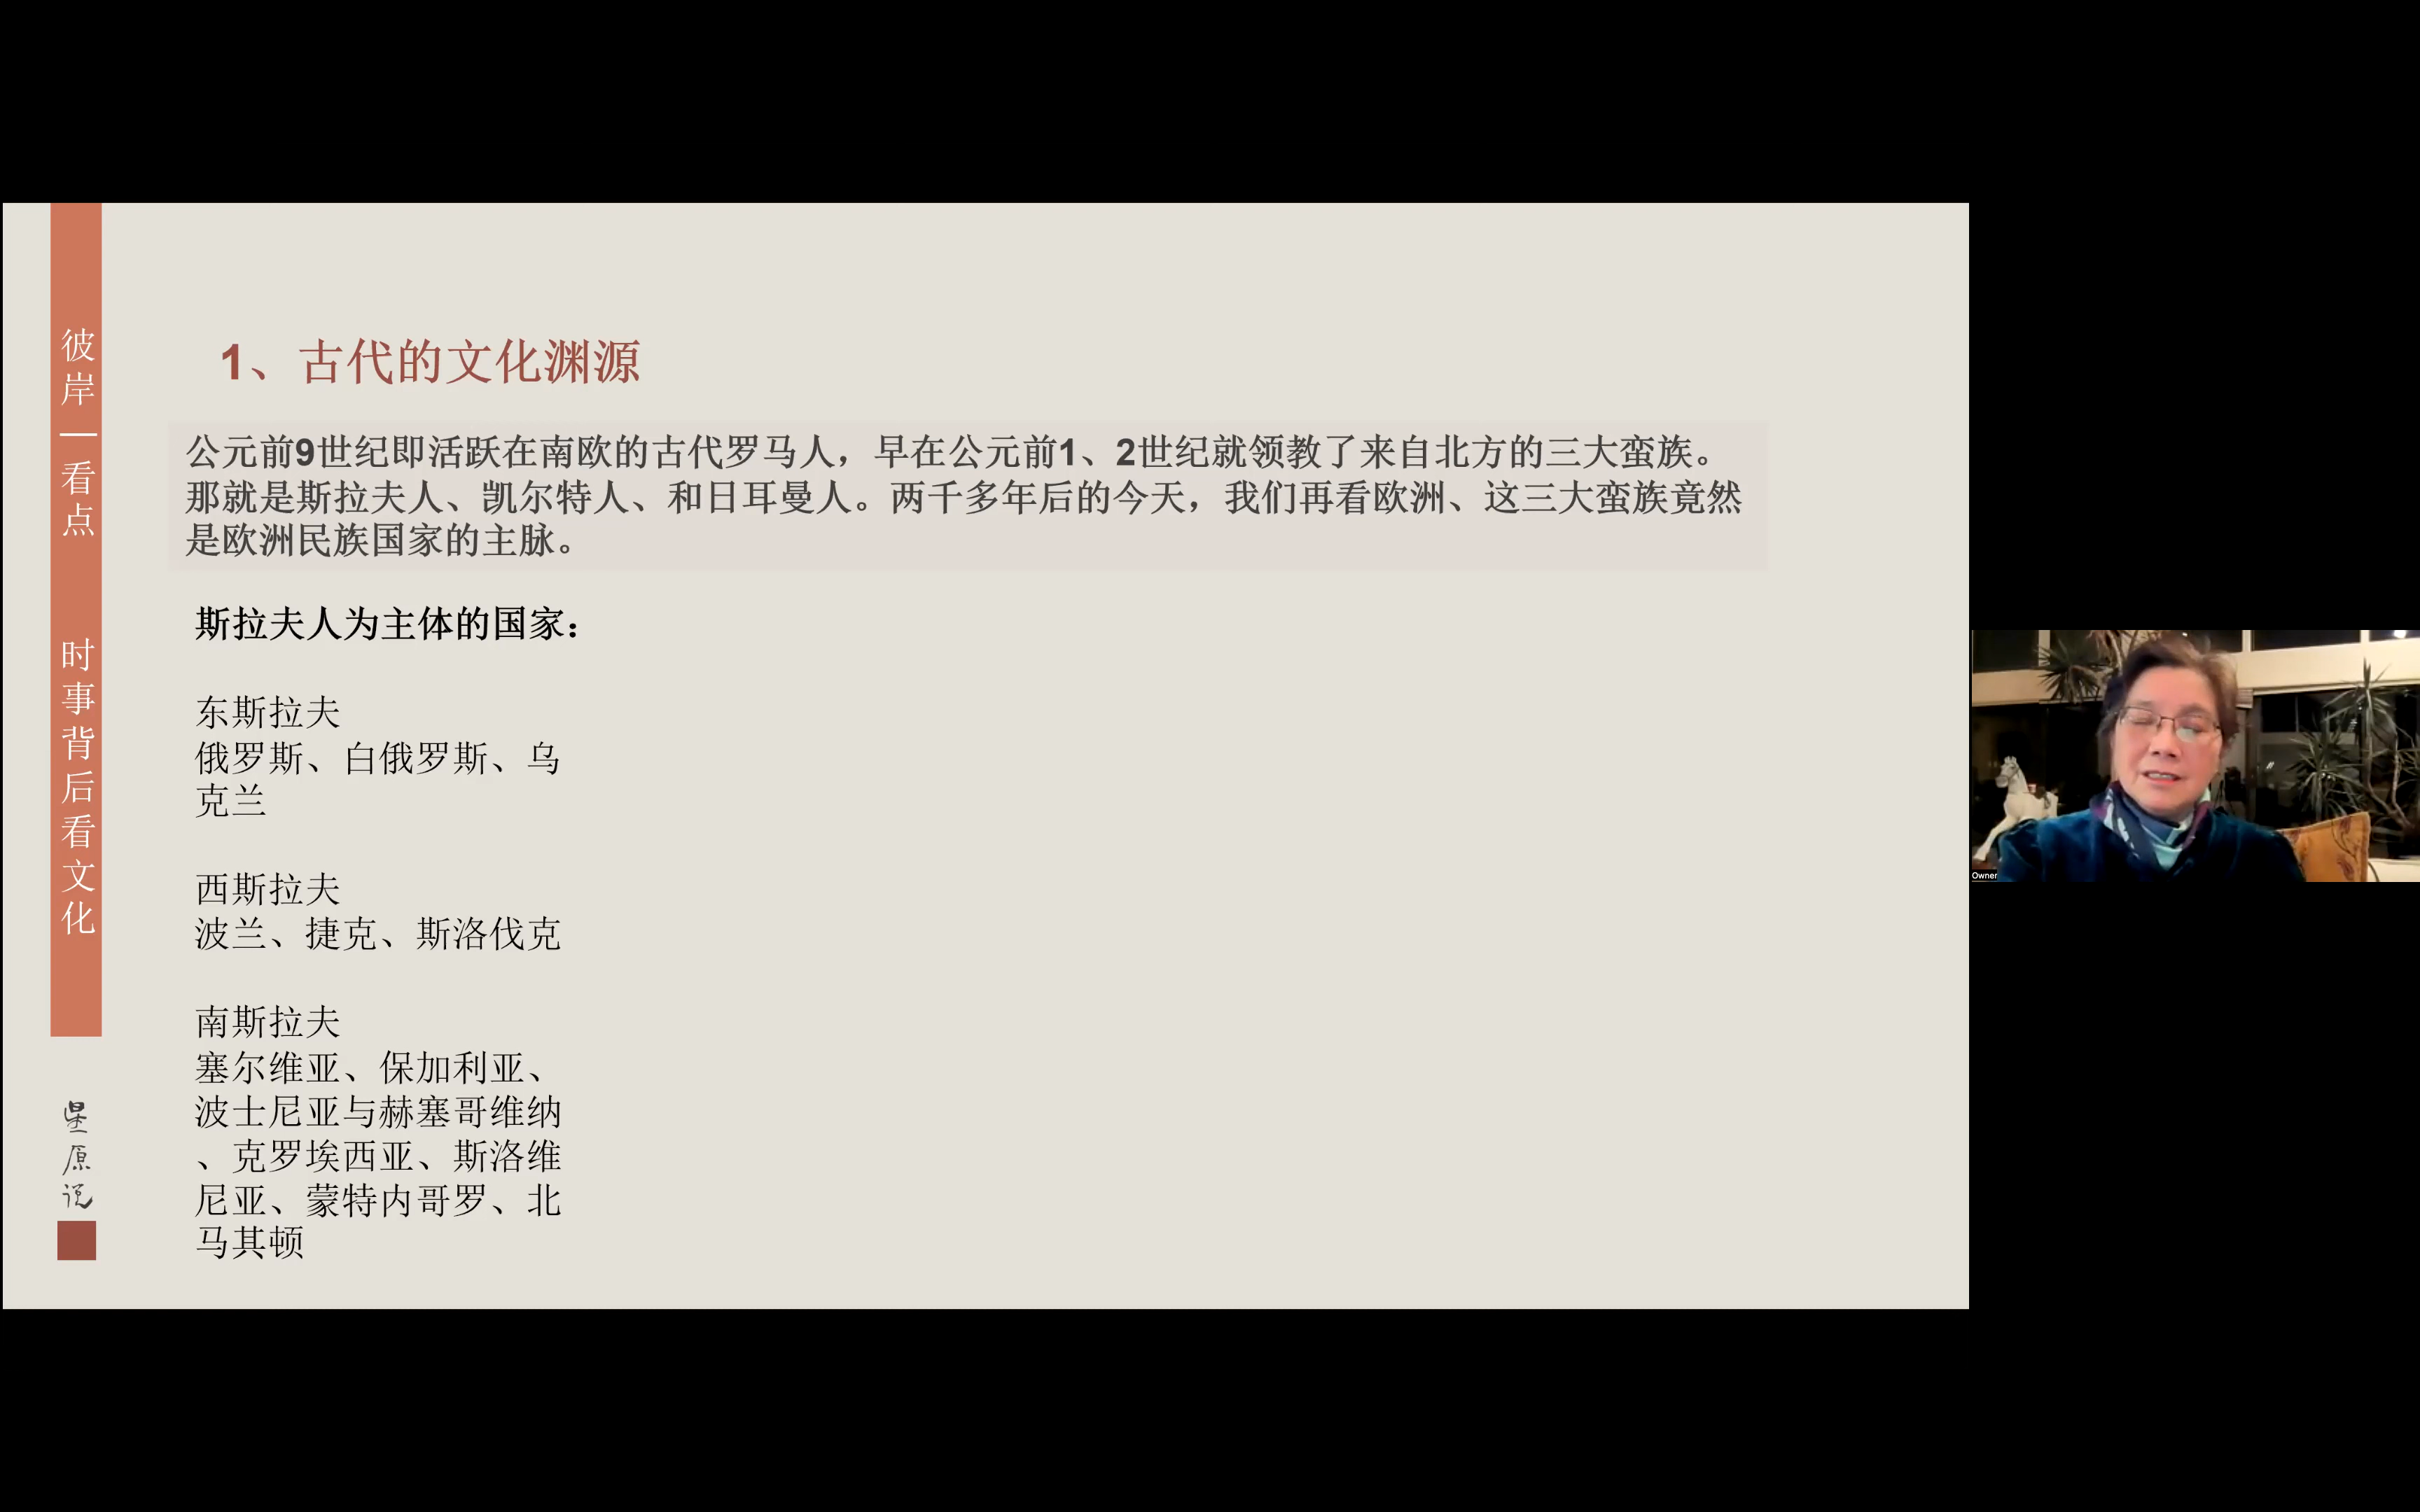 彼岸|看点 时事背后看文化
星原说
1、古代的文化渊源
公元前9世纪即活跃在南欧的古代罗马人，早在公元前1、2世纪就领教了来自北方的三大蛮族。
那就是斯拉夫人、凯尔特人、和日耳曼人。两千多年后的今天，我们再看欧洲、这三大蛮族竟然
是欧洲民族国家的主脉。
斯拉夫人为主体的国家：
东斯拉夫
俄罗斯、白俄罗斯、乌
克兰
西斯拉夫
波兰、捷克、斯洛伐克
南斯拉夫
塞尔维亚、保加利亚、
波士尼亚与赫塞哥维纳
、克罗埃西亚、斯洛维
尼亚、蒙特内哥罗、北
马其顿
Owner